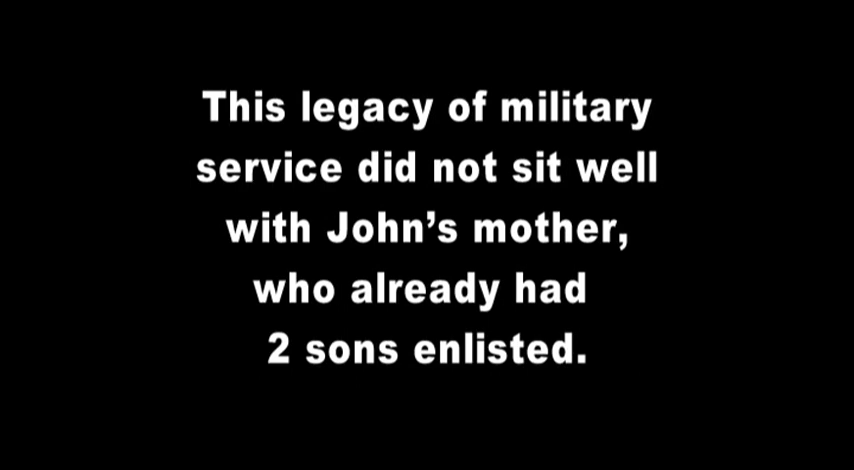 This legacy of military
service did not sit well
with John’s mother,
who already had
2 sons enlisted.